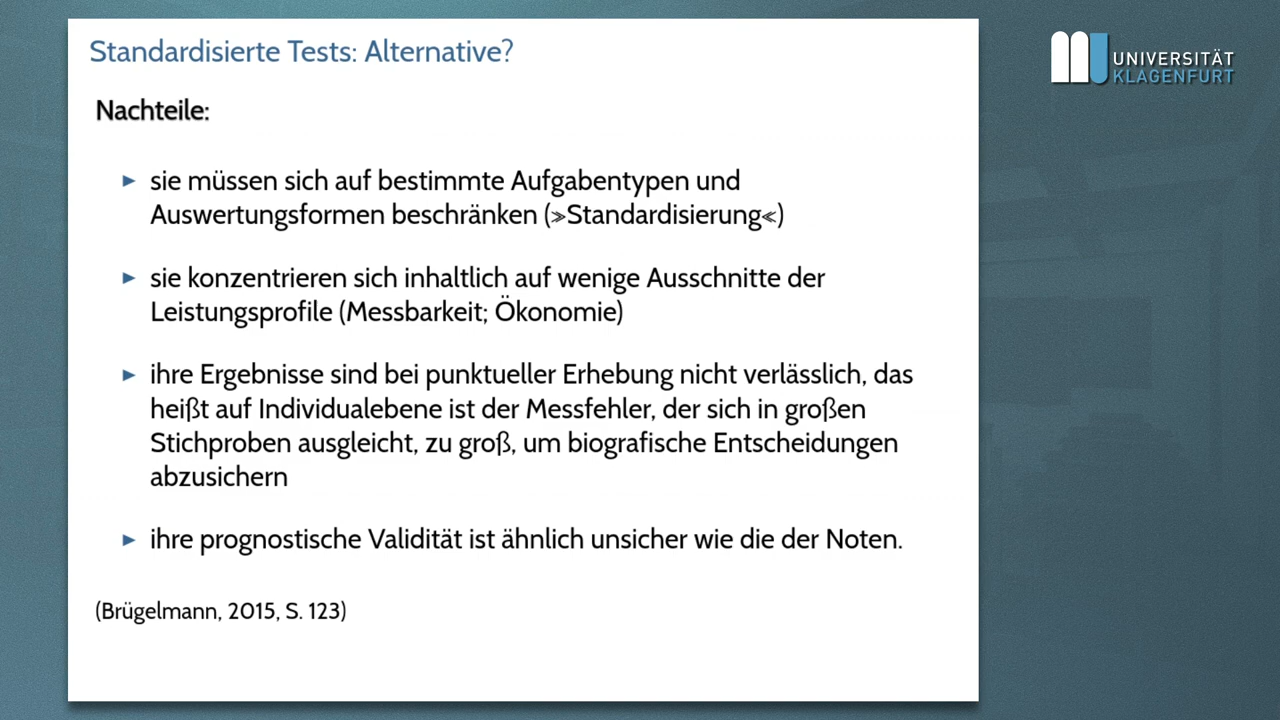 Standardisierte Tests: Alternative?
UNIVERSITÄT
KLAGENFURT
Nachteile:
► sie müssen sich auf bestimmte Aufgabentypen und
Auswertungsformen beschränken (»Standardisierung«)
► sie konzentrieren sich inhaltlich auf wenige Ausschnitte der
Leistungsprofile (Messbarkeit; Ökonomie)
► ihre Ergebnisse sind bei punktueller Erhebung nicht verlässlich, das
heißt auf Individualebene ist der Messfehler, der sich in großen
Stichproben ausgleicht, zu groß, um biografische Entscheidungen
abzusichern
► ihre prognostische Validität ist ähnlich unsicher wie die der Noten.
(Brügelmann, 2015, S. 123)